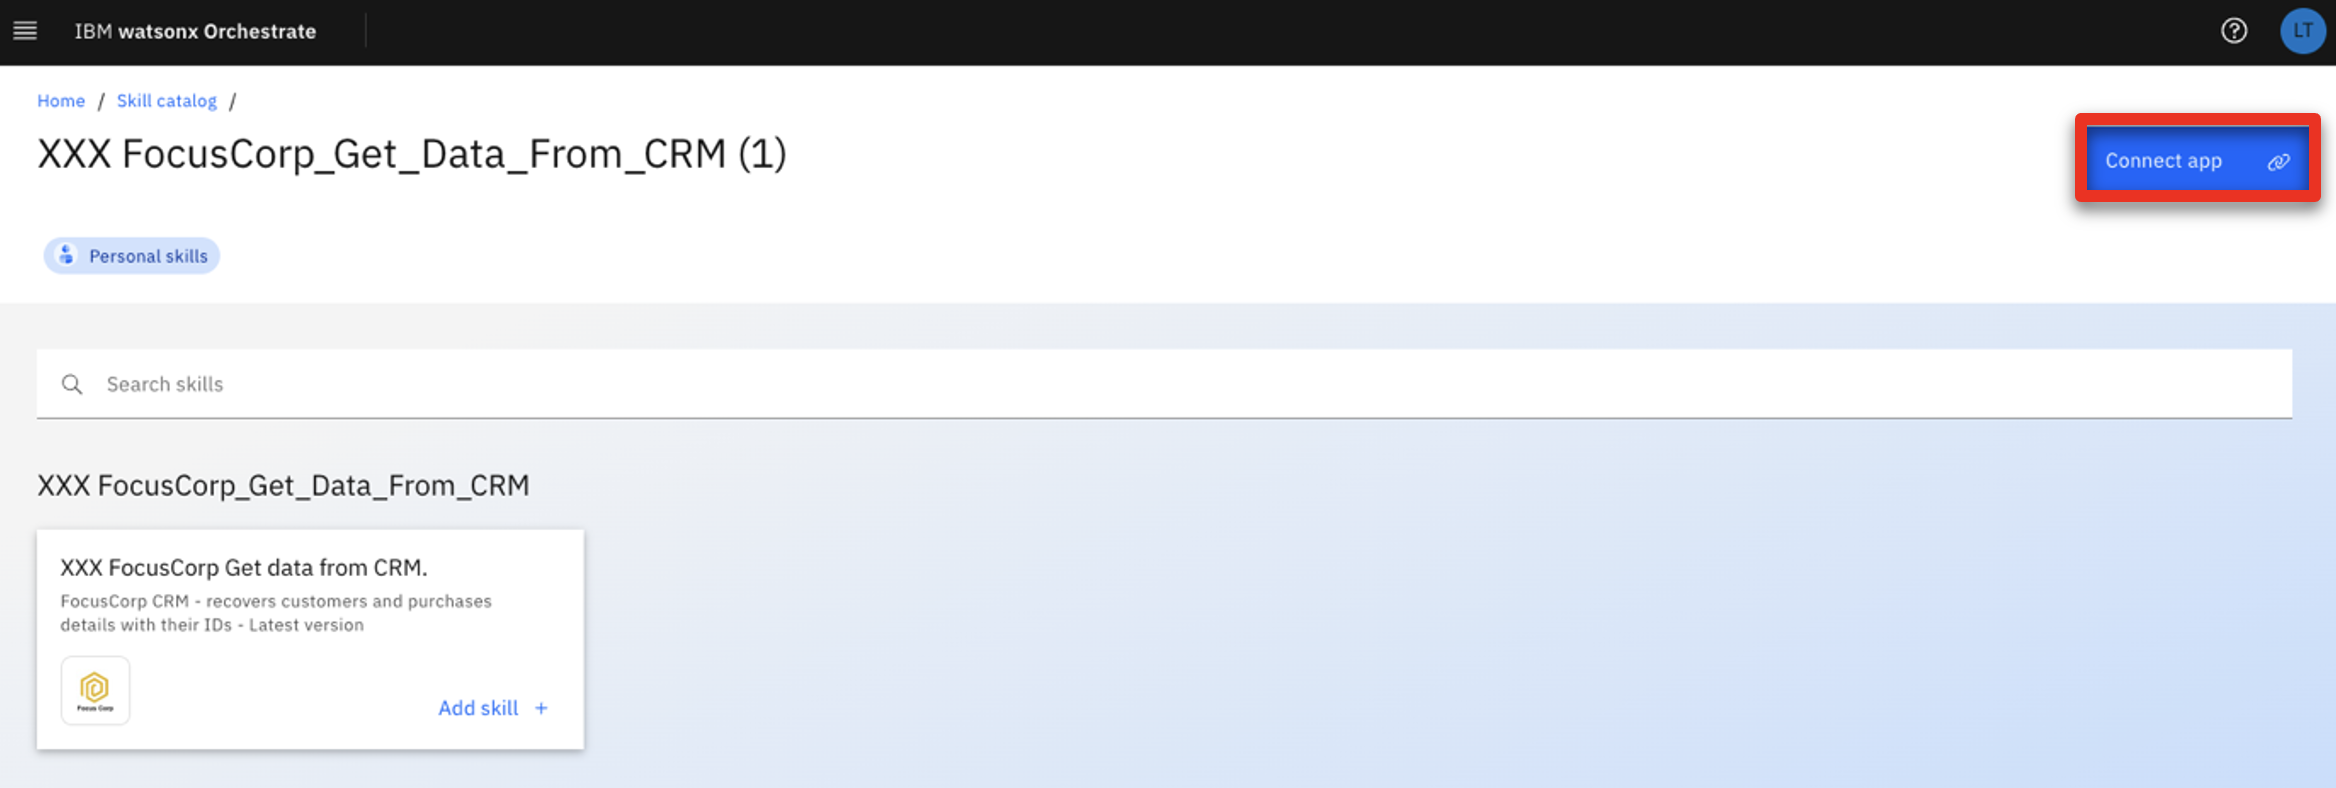 IBM watsonx Orchestrate
LT
Home / Skill catalog /
XXX FocusCorp_Get_Data_From_CRM (1)
Connect app
Personal skills
Search skills
XXX FocusCorp_Get_Data_From_CRM
XXX FocusCorp Get data from CRM.
FocusCorp CRM - recovers customers and purchases
details with their IDs - Latest version
Focus Corp
Add skill +